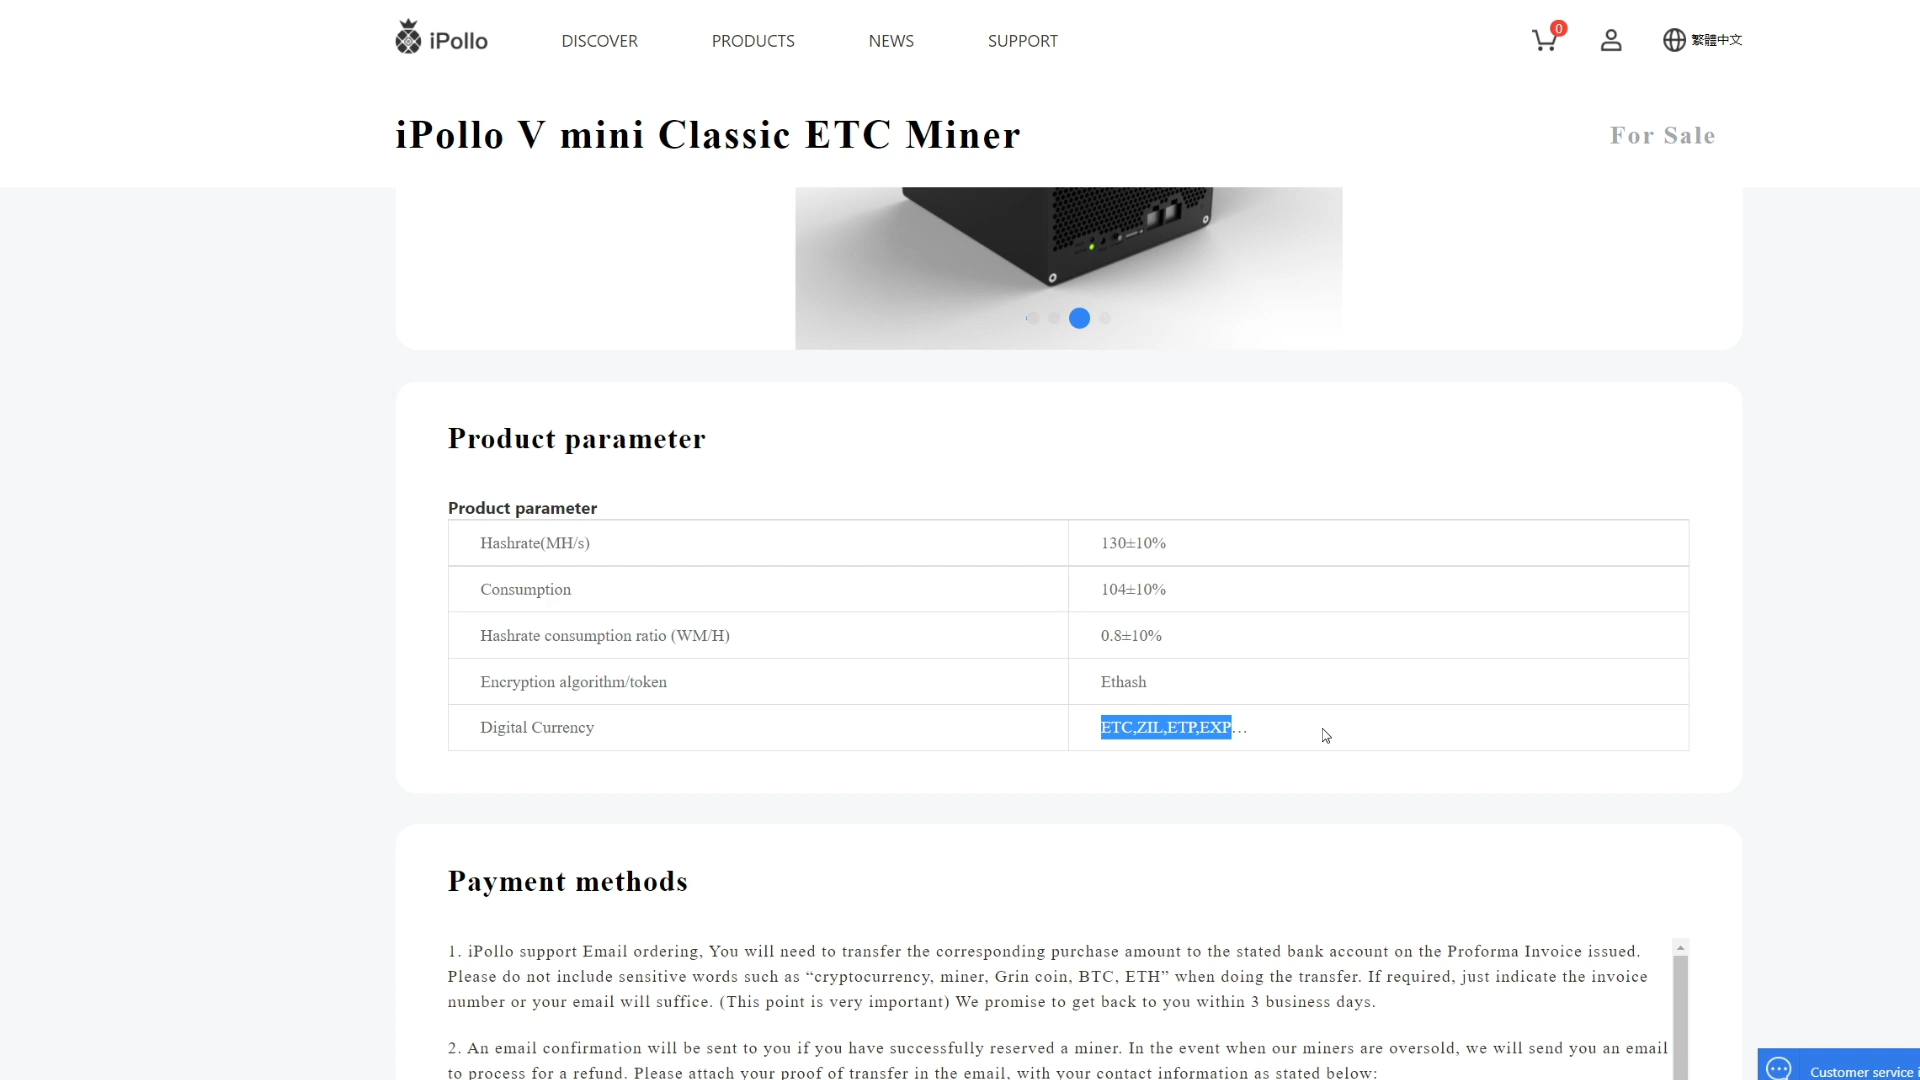 iPollo
DISCOVER
PRODUCTS
NEWS
SUPPORT
0
繁體中文
iPollo V mini Classic ETC Miner
For Sale
Product parameter
Product parameter
Hashrate(MH/s) 130±10%
Consumption 104±10%
Hashrate consumption ratio (WM/H) 0.8±10%
Encryption algorithm/token Ethash
Digital Currency ETC,ZIL,ETP,EXP…
Payment methods
1. iPollo support Email ordering, You will need to transfer the corresponding purchase amount to the stated bank account on the Proforma Invoice issued.
Please do not include sensitive words such as “cryptocurrency, miner, Grin coin, BTC, ETH” when doing the transfer. If required, just indicate the invoice
number or your email will suffice. (This point is very important) We promise to get back to you within 3 business days.
2. An email confirmation will be sent to you if you have successfully reserved a miner. In the event when our miners are oversold, we will send you an email
to process for a refund. Please attach your proof of transfer in the email, with your contact information as stated below:
Customer service